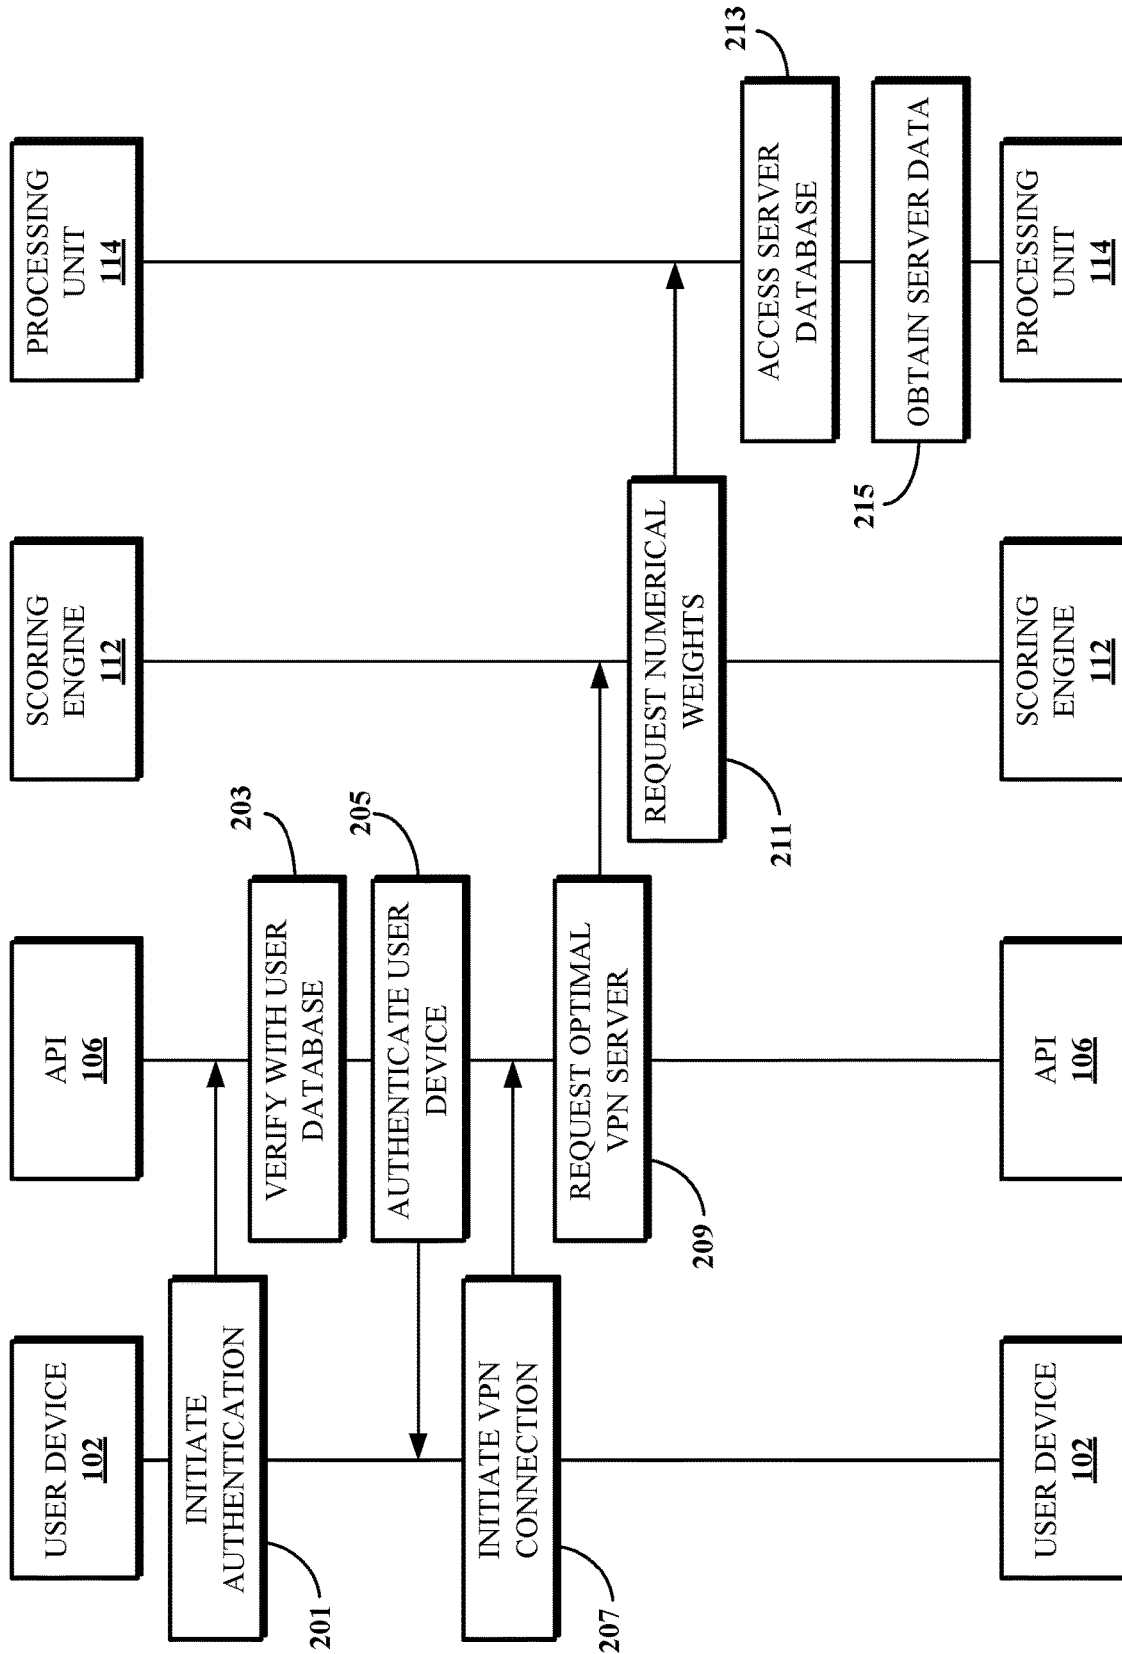 USER DEVICE
102
API
106
SCORING
ENGINE
112
PROCESSING
UNIT
114
INITIATE
AUTHENTICATION
201
VERIFY WITH USER
DATABASE
203
AUTHENTICATE USER
DEVICE
205
INITIATE VPN
CONNECTION
207
REQUEST OPTIMAL
VPN SERVER
209
REQUEST NUMERICAL
WEIGHTS
211
ACCESS SERVER
DATABASE
213
OBTAIN SERVER DATA
215
USER DEVICE
102
API
106
SCORING
ENGINE
112
PROCESSING
UNIT
114